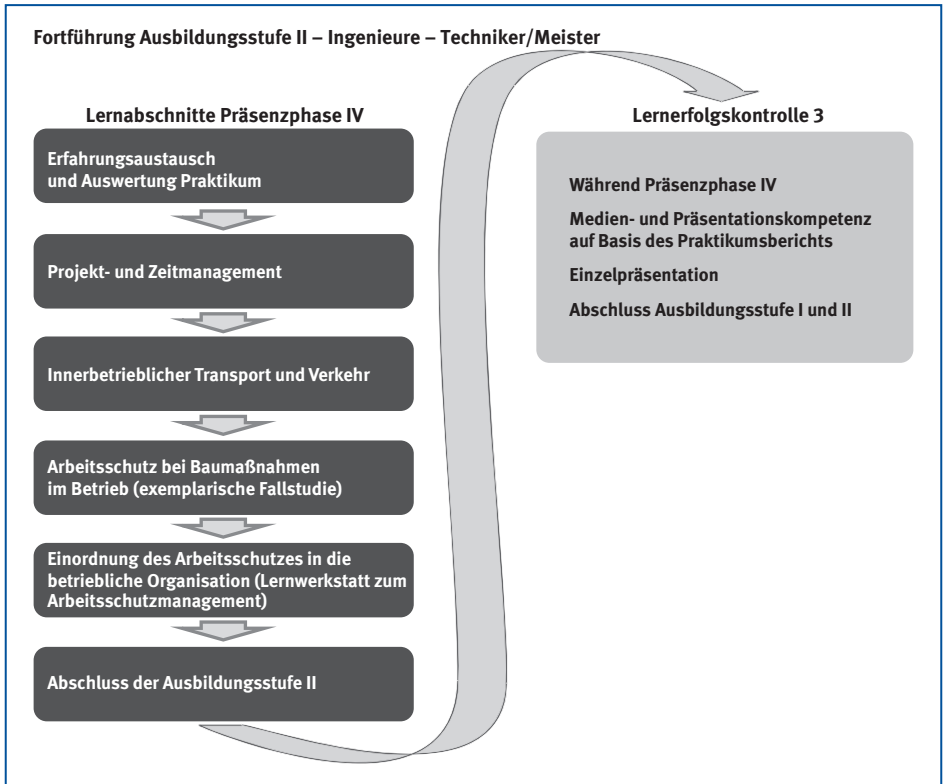 Fortführung Ausbildungsstufe II – Ingenieure – Techniker/Meister
Lernabschnitte Präsenzphase IV
Erfahrungsaustausch
und Auswertung Praktikum
Projekt- und Zeitmanagement
Innerbetrieblicher Transport und Verkehr
Arbeitsschutz bei Baumaßnahmen
im Betrieb (exemplarische Fallstudie)
Einordnung des Arbeitsschutzes in die
betriebliche Organisation (Lernwerkstatt zum
Arbeitsschutzmanagement)
Abschluss der Ausbildungsstufe II
Lernerfolgskontrolle 3
Während Präsenzphase IV
Medien- und Präsentationskompetenz
auf Basis des Praktikumsberichts
Einzelpräsentation
Abschluss Ausbildungsstufe I und II